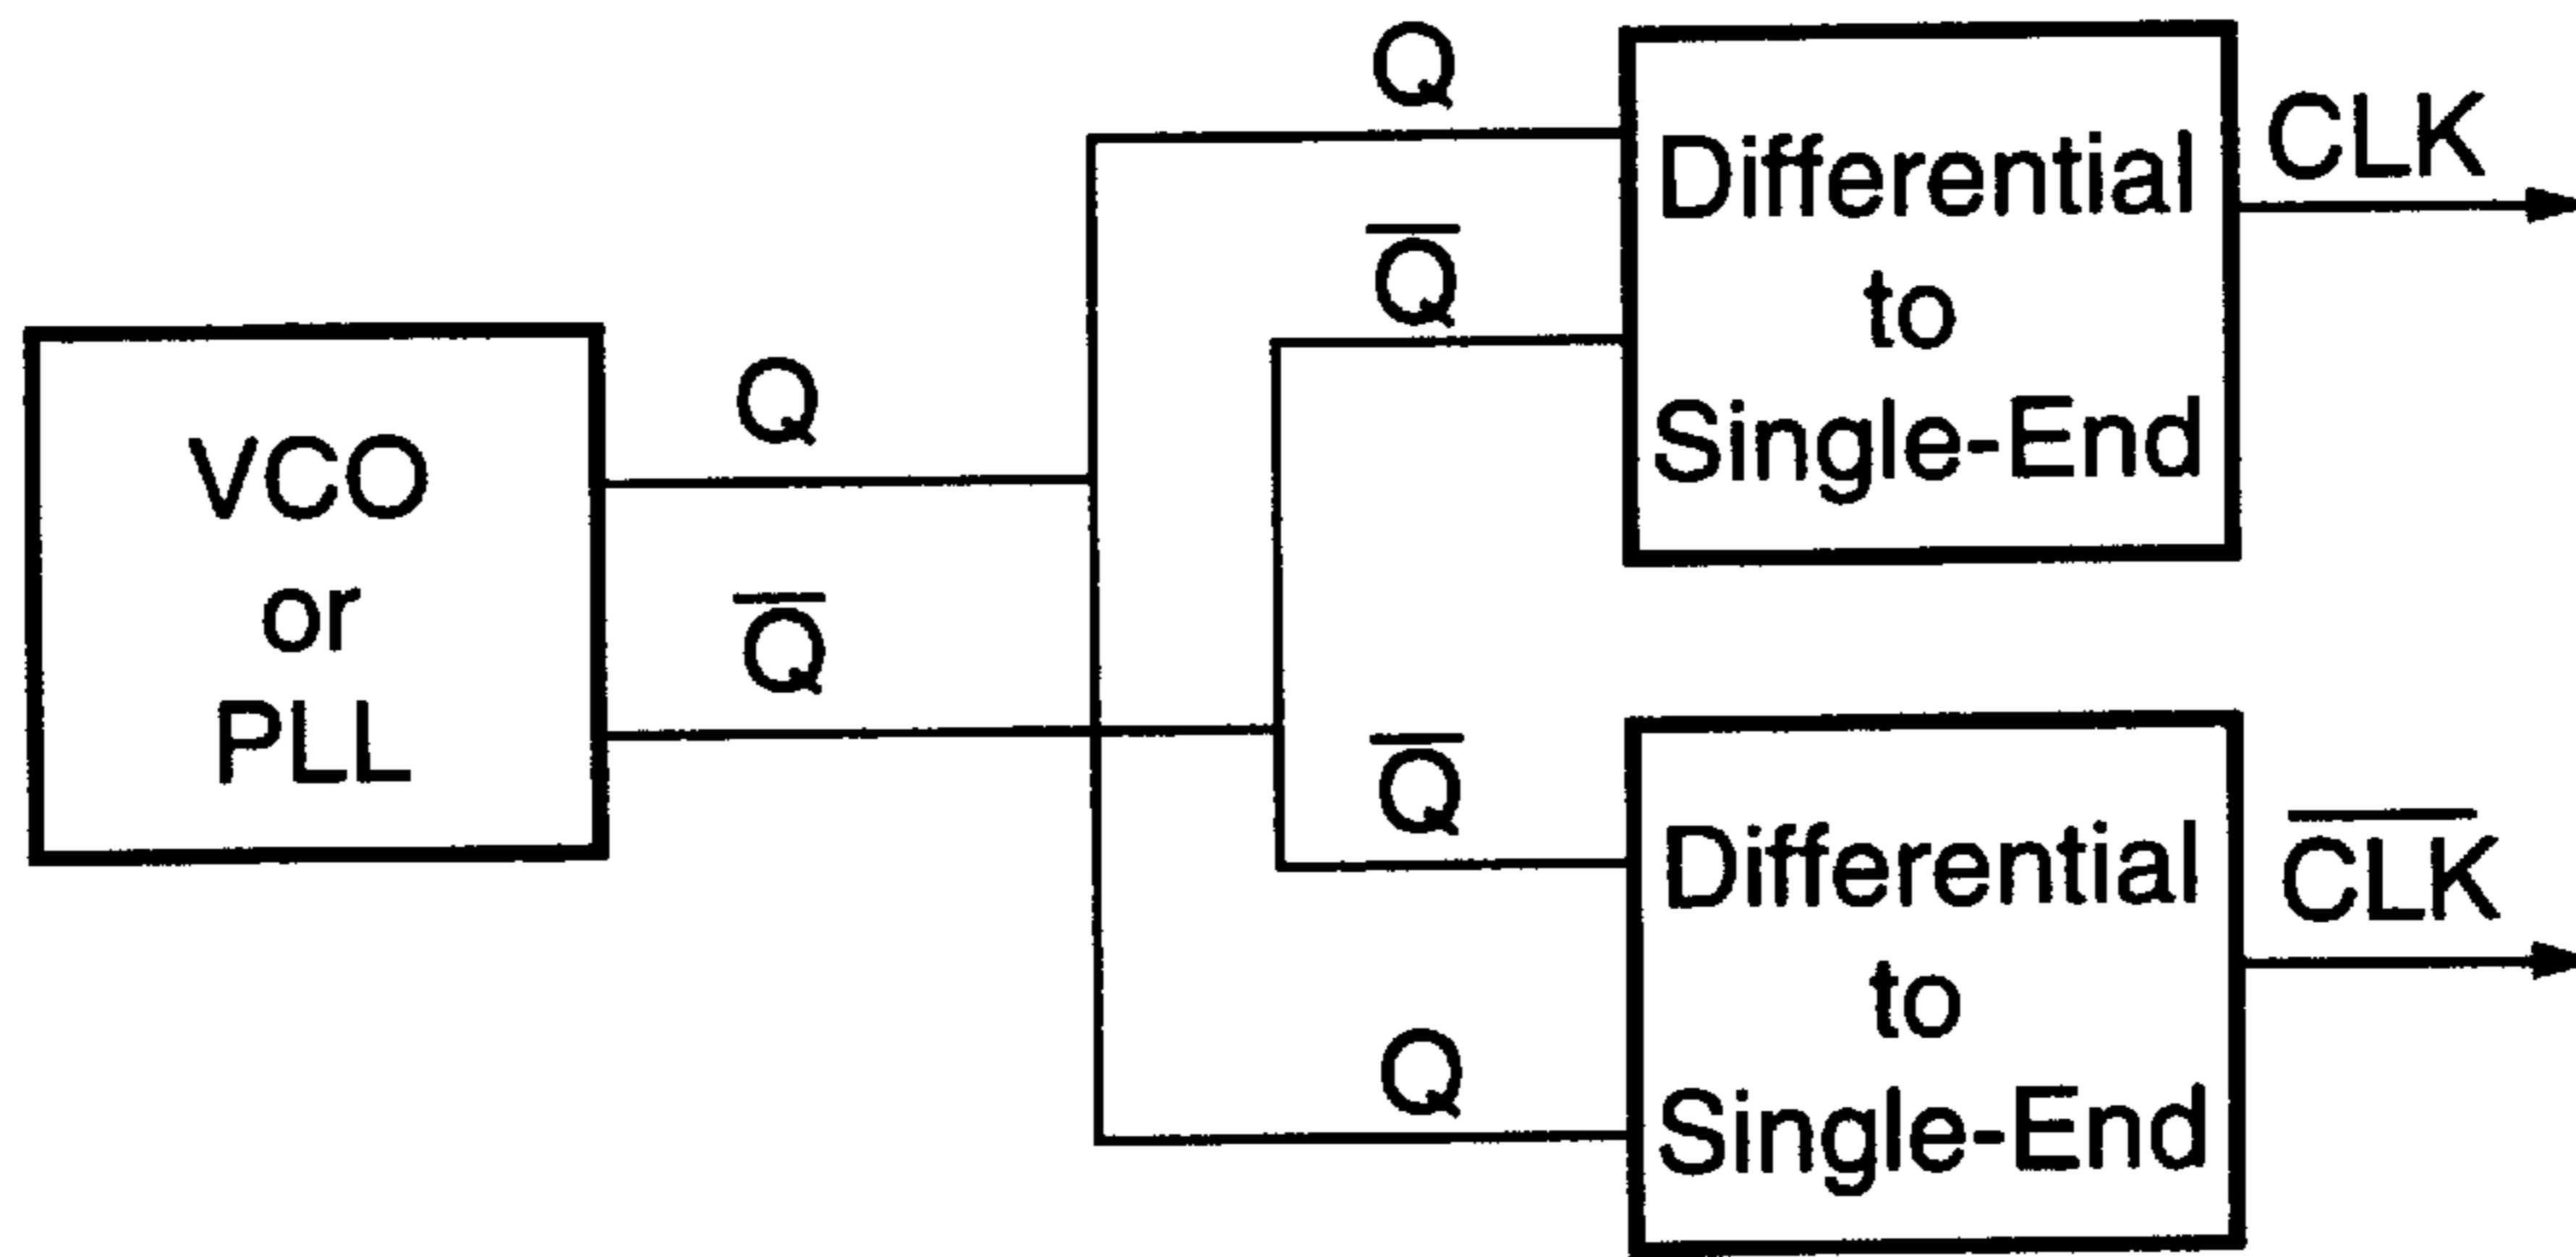 VCO
or
PLL
Q
Q̅
Q
Q̅
Differential
to
Single-End
CLK
Q̅
Q
Differential
to
Single-End
C̅L̅K̅